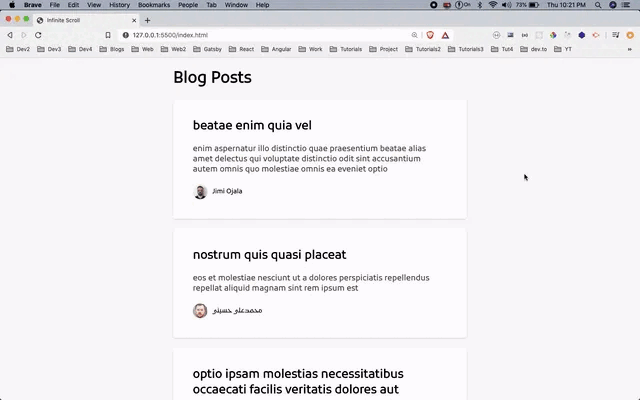 Brave File Edit View History Bookmarks People Tab Window Help 73% Thu 10:21 PM
Infinite Scroll
127.0.0.1:5500/index.html
Dev2 Dev3 Dev4 Blogs Web Web2 Gatsby React Angular Work Tutorials Project Tutorials2 Tutorials3 Tut4 dev.to YT
Blog Posts
beatae enim quia vel
enim aspernatur illo distinctio quae praesentium beatae alias
amet delectus qui voluptate distinctio odit sint accusantium
autem omnis quo molestiae omnis ea eveniet optio
Jimi Ojala
nostrum quis quasi placeat
eos et molestiae nesciunt ut a dolores perspiciatis repellendus
repellat aliquid magnam sint rem ipsum est
محمدعلی حسینی
optio ipsam molestias necessitatibus
occaecati facilis veritatis dolores aut